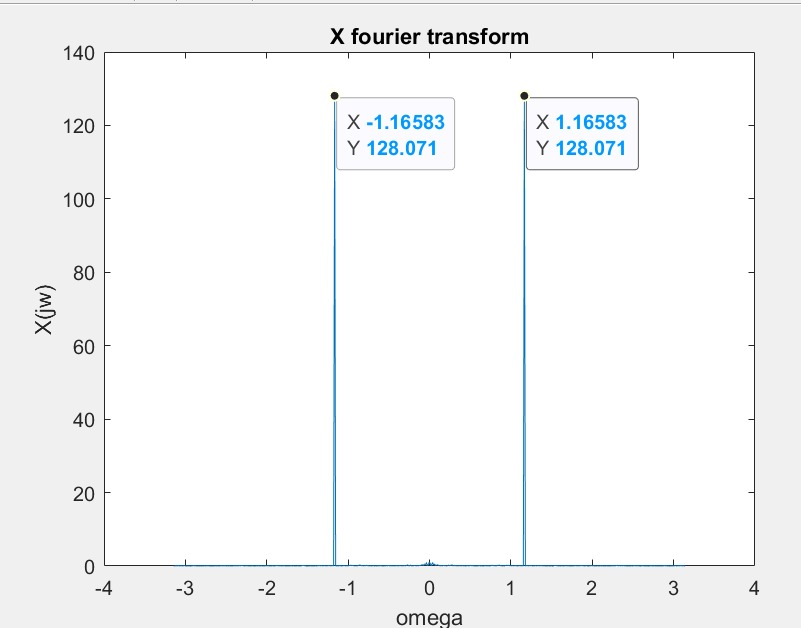 X fourier transform
140
120
100
80
60
40
20
0
X(jw)
X -1.16583
Y 128.071
X 1.16583
Y 128.071
-4 -3 -2 -1 0 1 2 3 4
omega